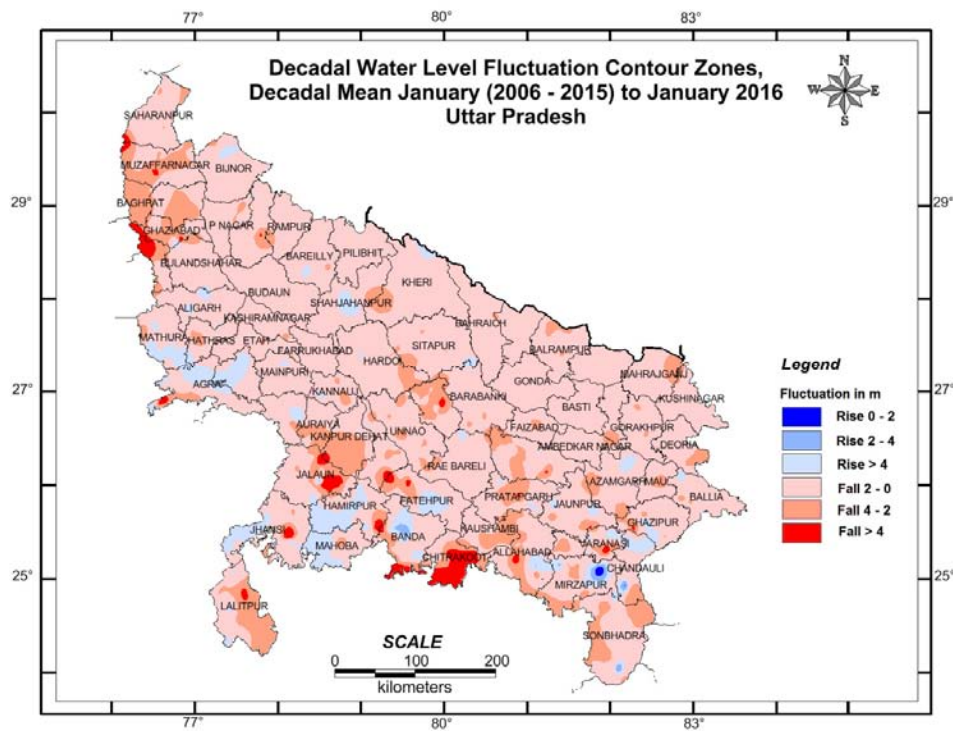 77°
80°
83°
Decadal Water Level Fluctuation Contour Zones,
Decadal Mean January (2006 - 2015) to January 2016
Uttar Pradesh
N
W E
S
SAHARANPUR
MUZAFFARNAGAR
BIJNOR
BAGHPAT
29°
29°
GHAZIABAD
P NAGAR
RAMPUR
BULANDSHAHAR
BAREILLY
PILIBHIT
KHERI
BUDAUN
SHAHJAHANPUR
ALIGARH
KASHIRAMNAGAR
BAHRAICH
MATHURA
HATHRAS
ETAH
FARRUKHABAD
SITAPUR
HARDOI
BALRAMPUR
MAHRAJGANJ
MAINPURI
AGRA
27°
27°
KANNAUJ
BARABANKI
GONDA
BASTI
KUSHINAGAR
AURAIYA
UNNAO
FAIZABAD
GORAKHPUR
DEORIA
KANPUR DEHAT
AMBEDKAR NAGAR
RAE BARELI
JALAUN
AZAMGARH
MAU
BALLIA
PRATAPGARH
JAUNPUR
HAMIRPUR
FATEHPUR
GHAZIPUR
JHANSI
MAHOBA
BANDA
KAUSHAMBI
CHITRAKOOT
ALLAHABAD
VARANASI
CHANDAULI
MIRZAPUR
25°
25°
LALITPUR
SONBHADRA
Legend
Fluctuation in m
Rise 0 - 2
Rise 2 - 4
Rise > 4
Fall 2 - 0
Fall 4 - 2
Fall > 4
SCALE
0 100 200
kilometers
77°
80°
83°